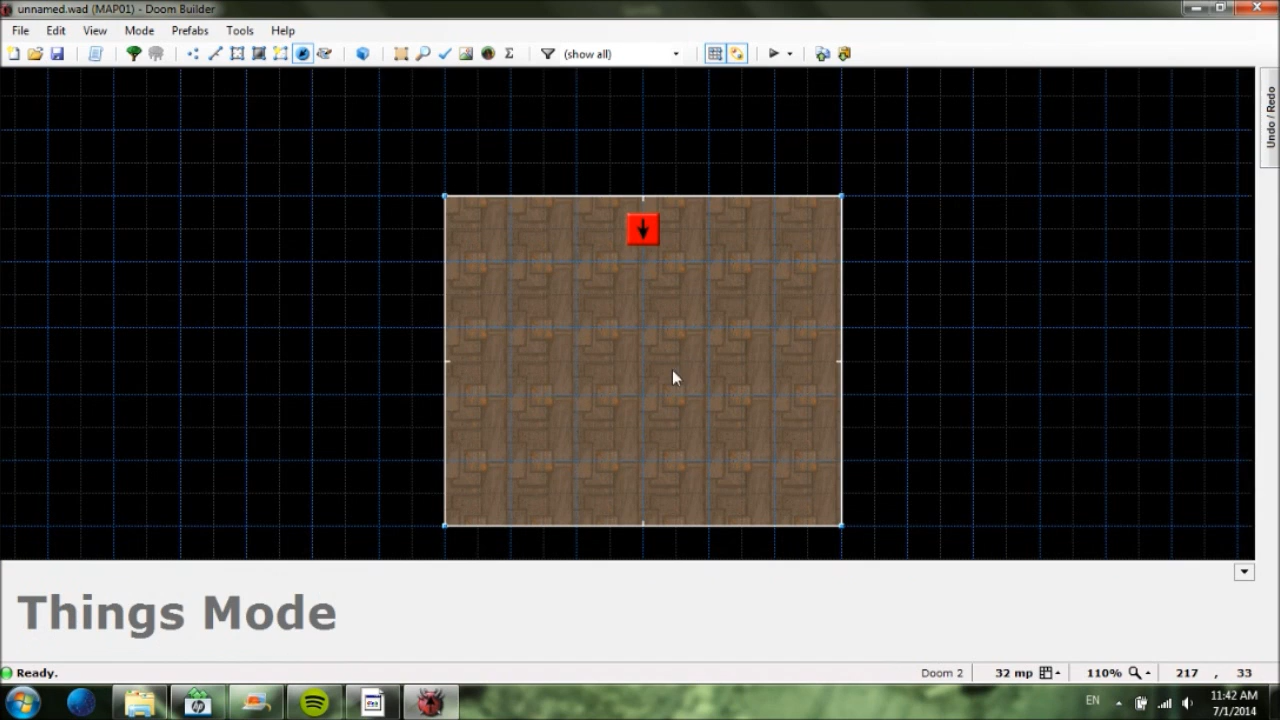 unnamed.wad (MAP01) - Doom Builder
File Edit View Mode Prefabs Tools Help
(show all)
Undo / Redo
Things Mode
Ready.
Doom 2 32 mp 110% 217 , 33
EN
11:42 AM
7/1/2014